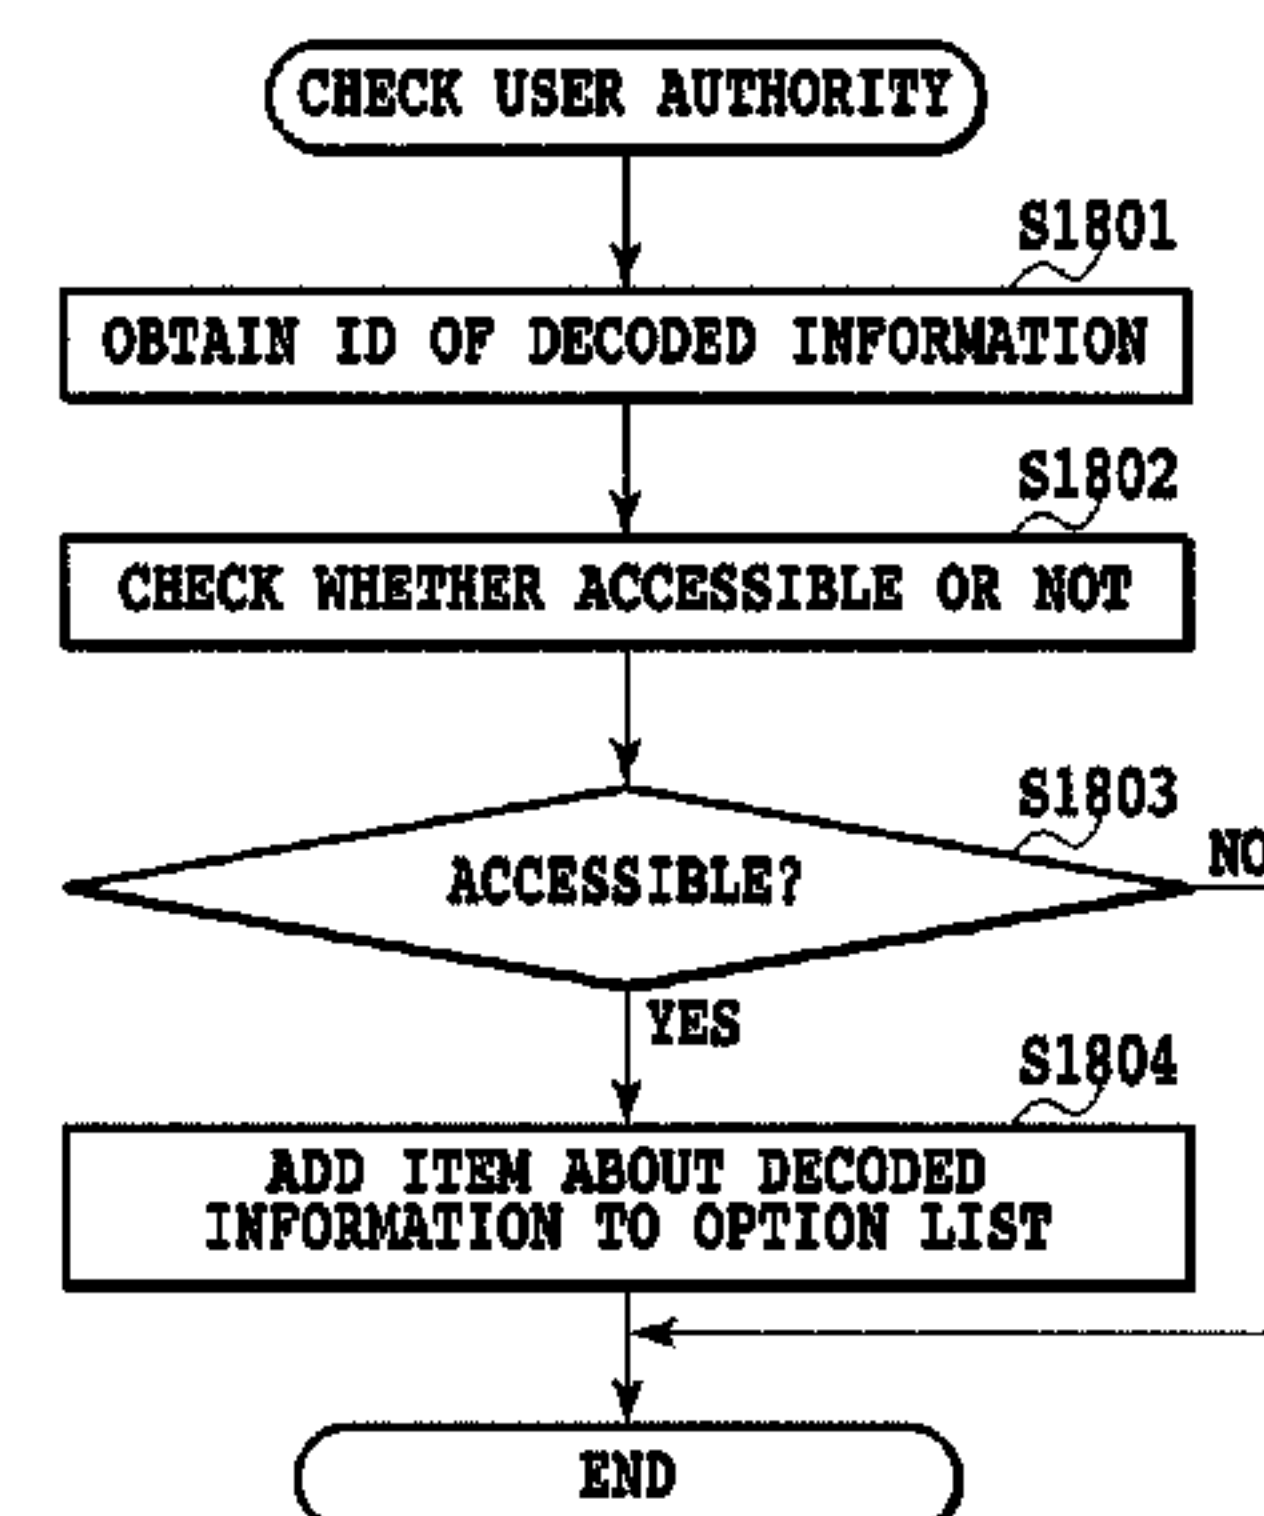 CHECK USER AUTHORITY
S1801
OBTAIN ID OF DECODED INFORMATION
S1802
CHECK WHETHER ACCESSIBLE OR NOT
S1803
NO
ACCESSIBLE?
YES
S1804
ADD ITEM ABOUT DECODED
INFORMATION TO OPTION LIST
END